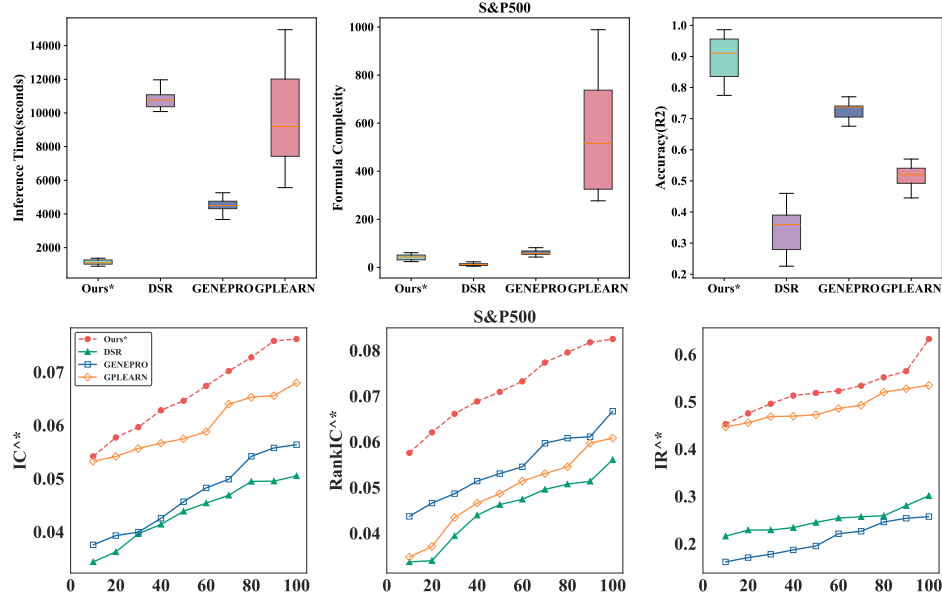 S&P500
Inference Time(seconds)
14000
12000
10000
8000
6000
4000
2000
Ours*
DSR
GENEPRO
GPLEARN
Formula Complexity
1000
800
600
400
200
0
Ours*
DSR
GENEPRO
GPLEARN
Accuracy(R2)
1.0
0.9
0.8
0.7
0.6
0.5
0.4
0.3
0.2
Ours*
DSR
GENEPRO
GPLEARN
S&P500
IC^*
0.07
0.06
0.05
0.04
Ours*
DSR
GENEPRO
GPLEARN
0 20 40 60 80 100
RankIC^*
0.08
0.07
0.06
0.05
0.04
0 20 40 60 80 100
IR^*
0.6
0.5
0.4
0.3
0.2
0 20 40 60 80 100